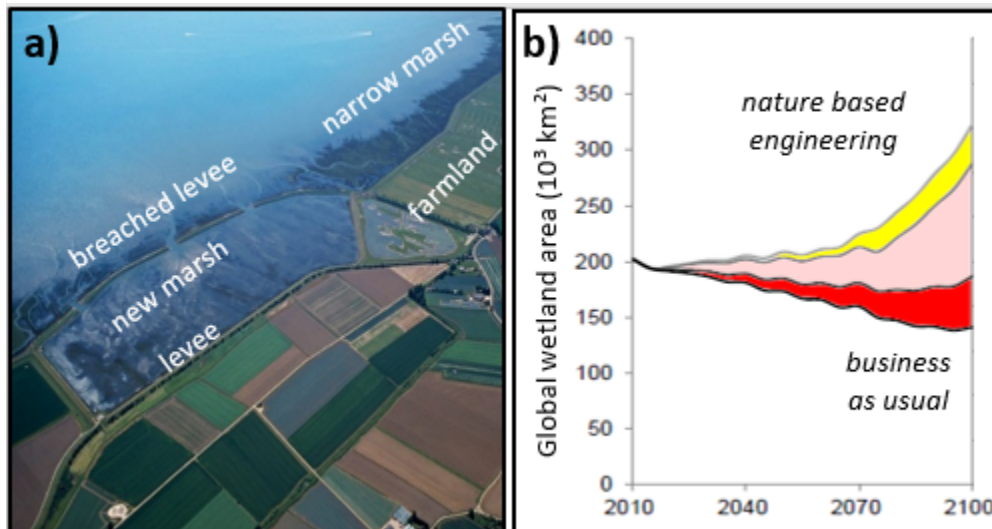 a)
narrow marsh
breached levee
farmland
new marsh
levee
b)
Global wetland area (10³ km²)
400
350
300
250
200
150
100
50
0
nature based
engineering
business
as usual
2010
2040
2070
2100